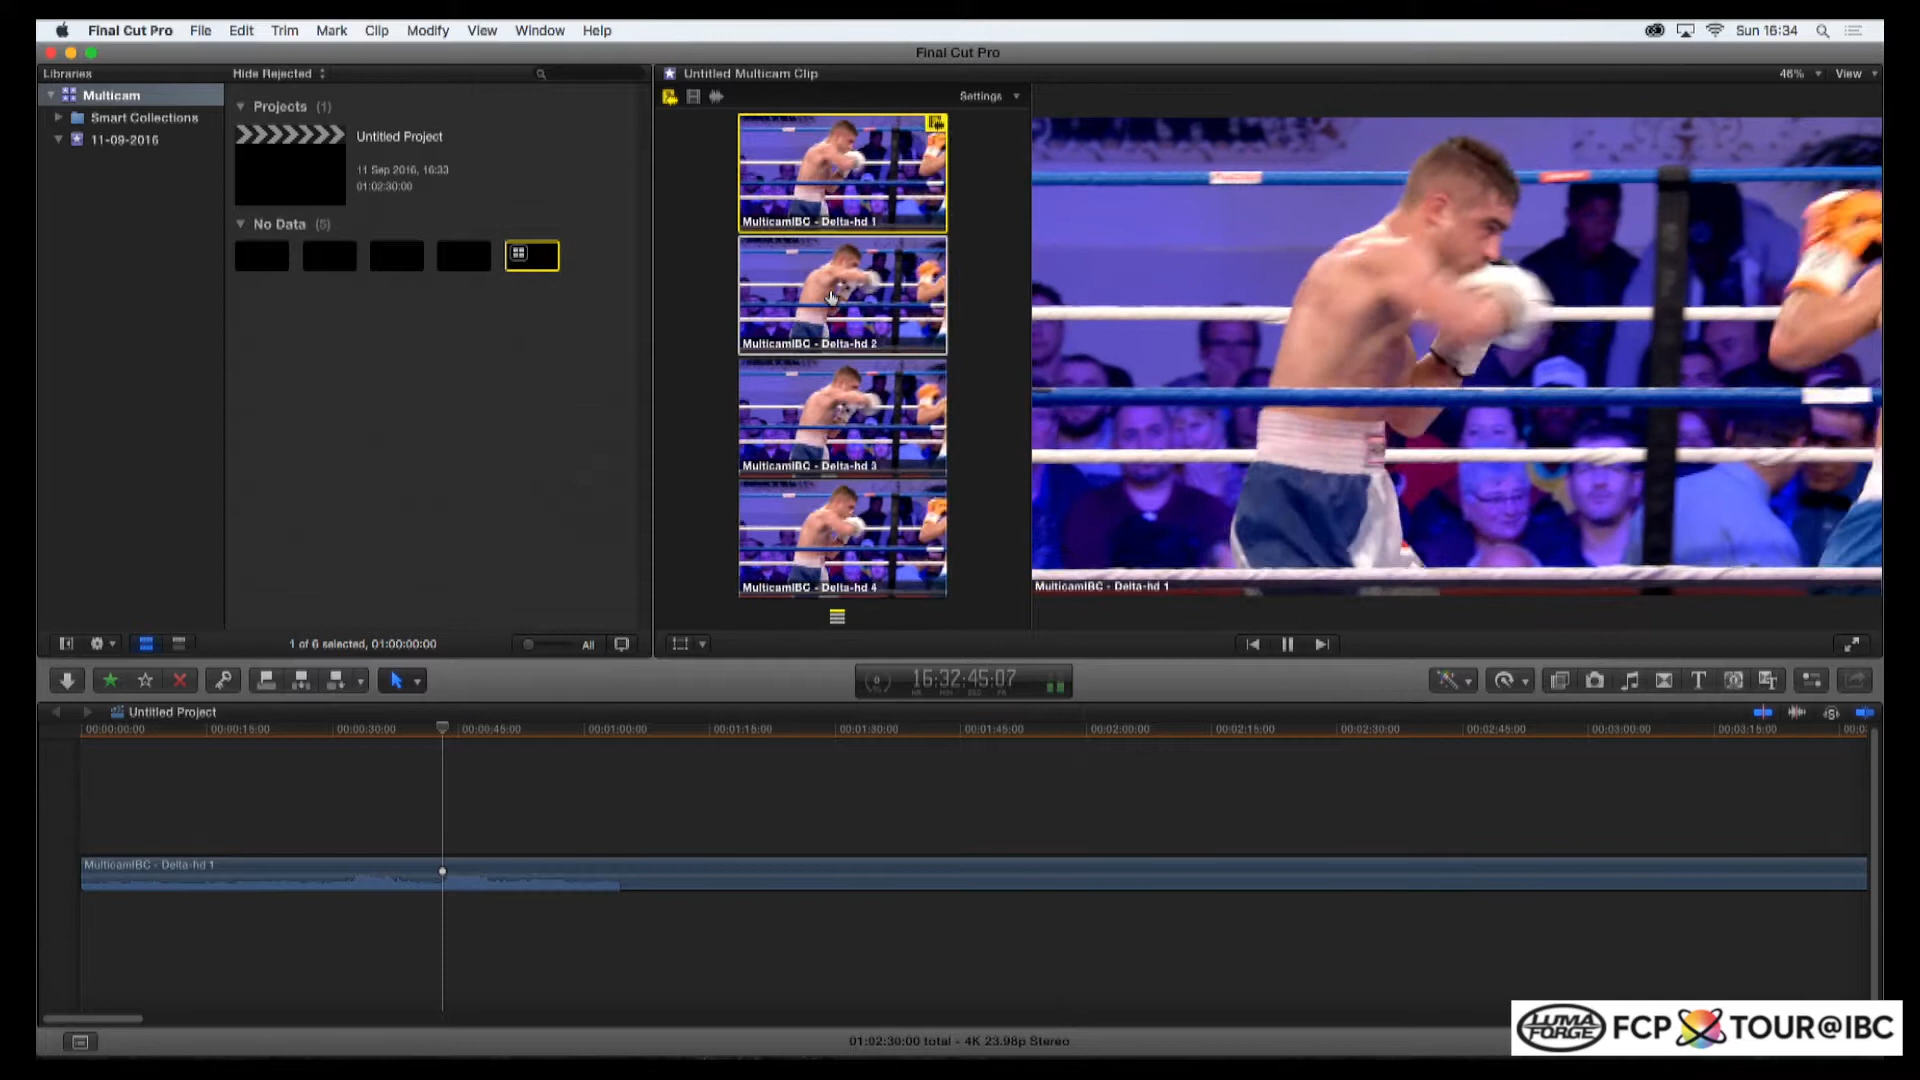 Final Cut Pro File Edit Trim Mark Clip Modify View Window Help Sun 16:34
Final Cut Pro
Libraries Hide Rejected Untitled Multicam Clip 46% View
Multicam
Smart Collections
11-09-2016
Projects (1)
Untitled Project
11 Sep 2016, 16:33
01:02:30:00
No Data (5)
Settings
MulticamIBC - Delta-hd 1
MulticamIBC - Delta-hd 2
MulticamIBC - Delta-hd 3
MulticamIBC - Delta-hd 4
MulticamIBC - Delta-hd 1
1 of 6 selected, 01:00:00:00 All
16:32:45:07
HR MIN SEC FR
Untitled Project
00:00:00:00 00:00:15:00 00:00:30:00 00:00:45:00 00:01:00:00 00:01:15:00 00:01:30:00 00:01:45:00 00:02:00:00 00:02:15:00 00:02:30:00 00:02:45:00 00:03:00:00 00:03:15:00 00:0
MulticamIBC - Delta-hd 1
01:02:30:00 total - 4K 23.98p Stereo
LUMA FORGE FCP TOUR@IBC